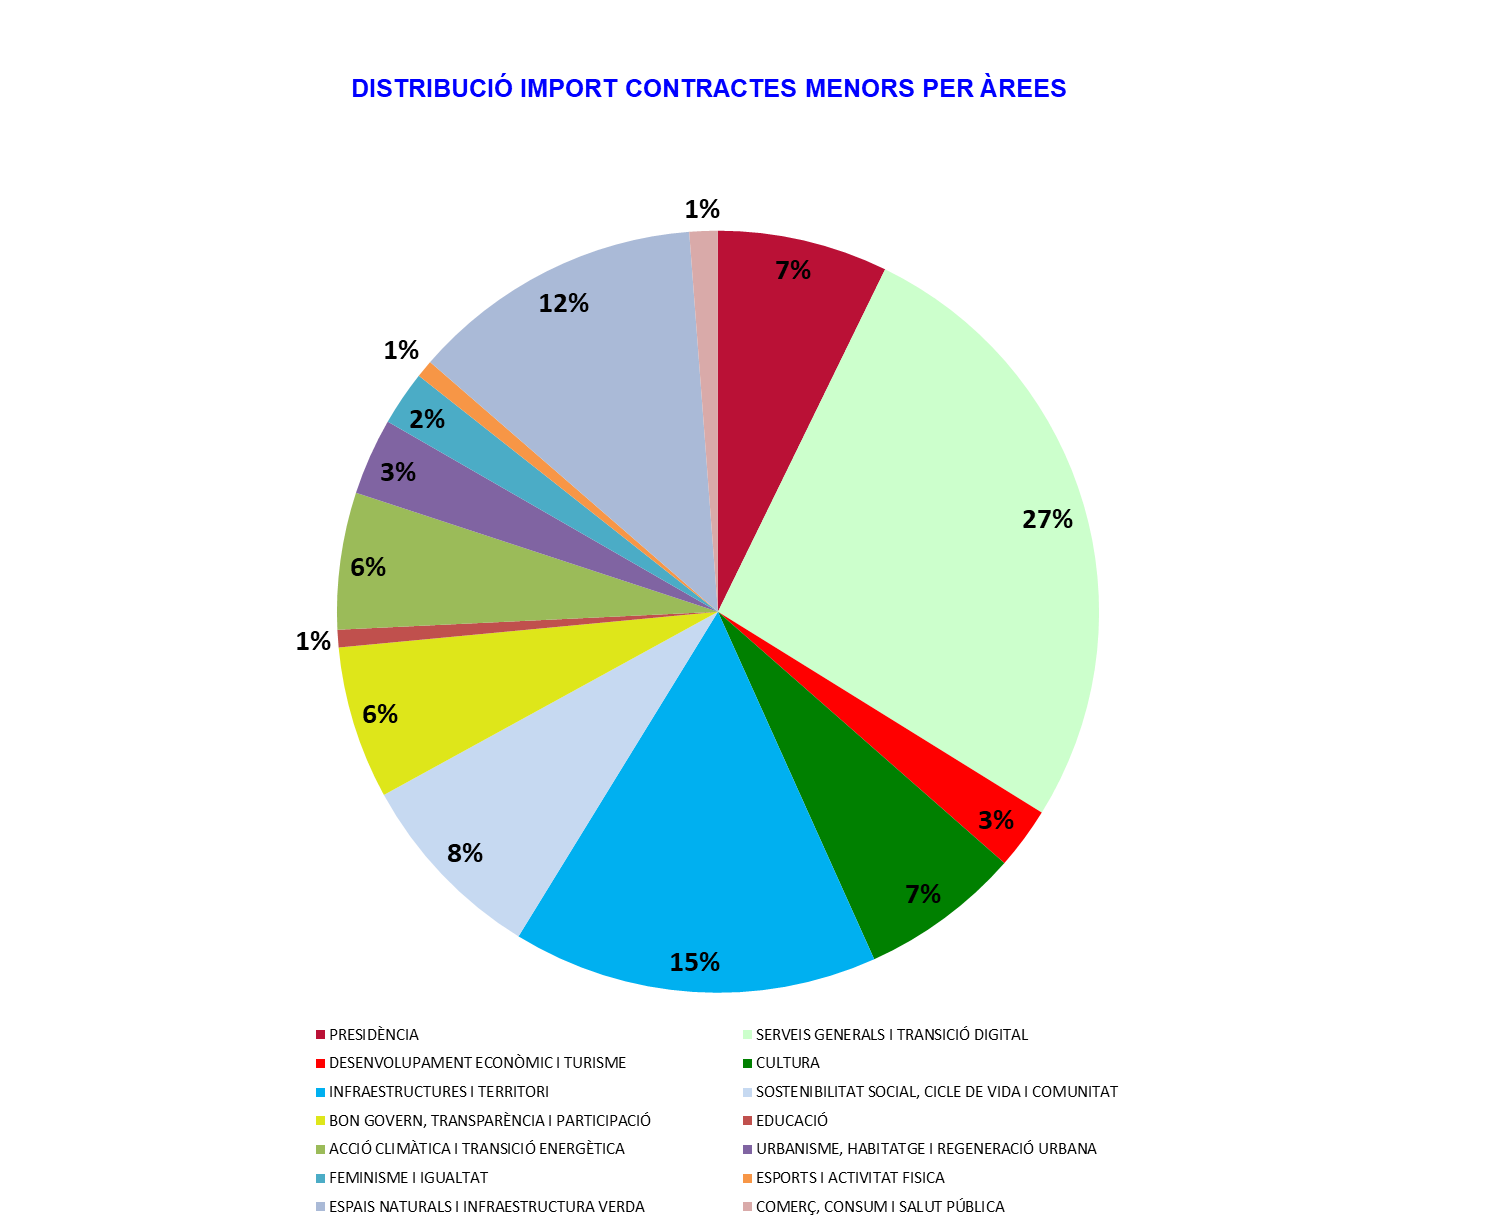 DISTRIBUCIÓ IMPORT CONTRACTES MENORS PER ÀREES
1%
7%
12%
1%
2%
3%
27%
6%
1%
6%
3%
8%
7%
15%
PRESIDÈNCIA
SERVEIS GENERALS I TRANSICIÓ DIGITAL
DESENVOLUPAMENT ECONÒMIC I TURISME
CULTURA
INFRAESTRUCTURES I TERRITORI
SOSTENIBILITAT SOCIAL, CICLE DE VIDA I COMUNITAT
BON GOVERN, TRANSPARÈNCIA I PARTICIPACIÓ
EDUCACIÓ
ACCIÓ CLIMÀTICA I TRANSICIÓ ENERGÈTICA
URBANISME, HABITATGE I REGENERACIÓ URBANA
FEMINISME I IGUALTAT
ESPORTS I ACTIVITAT FISICA
ESPAIS NATURALS I INFRAESTRUCTURA VERDA
COMERÇ, CONSUM I SALUT PÚBLICA